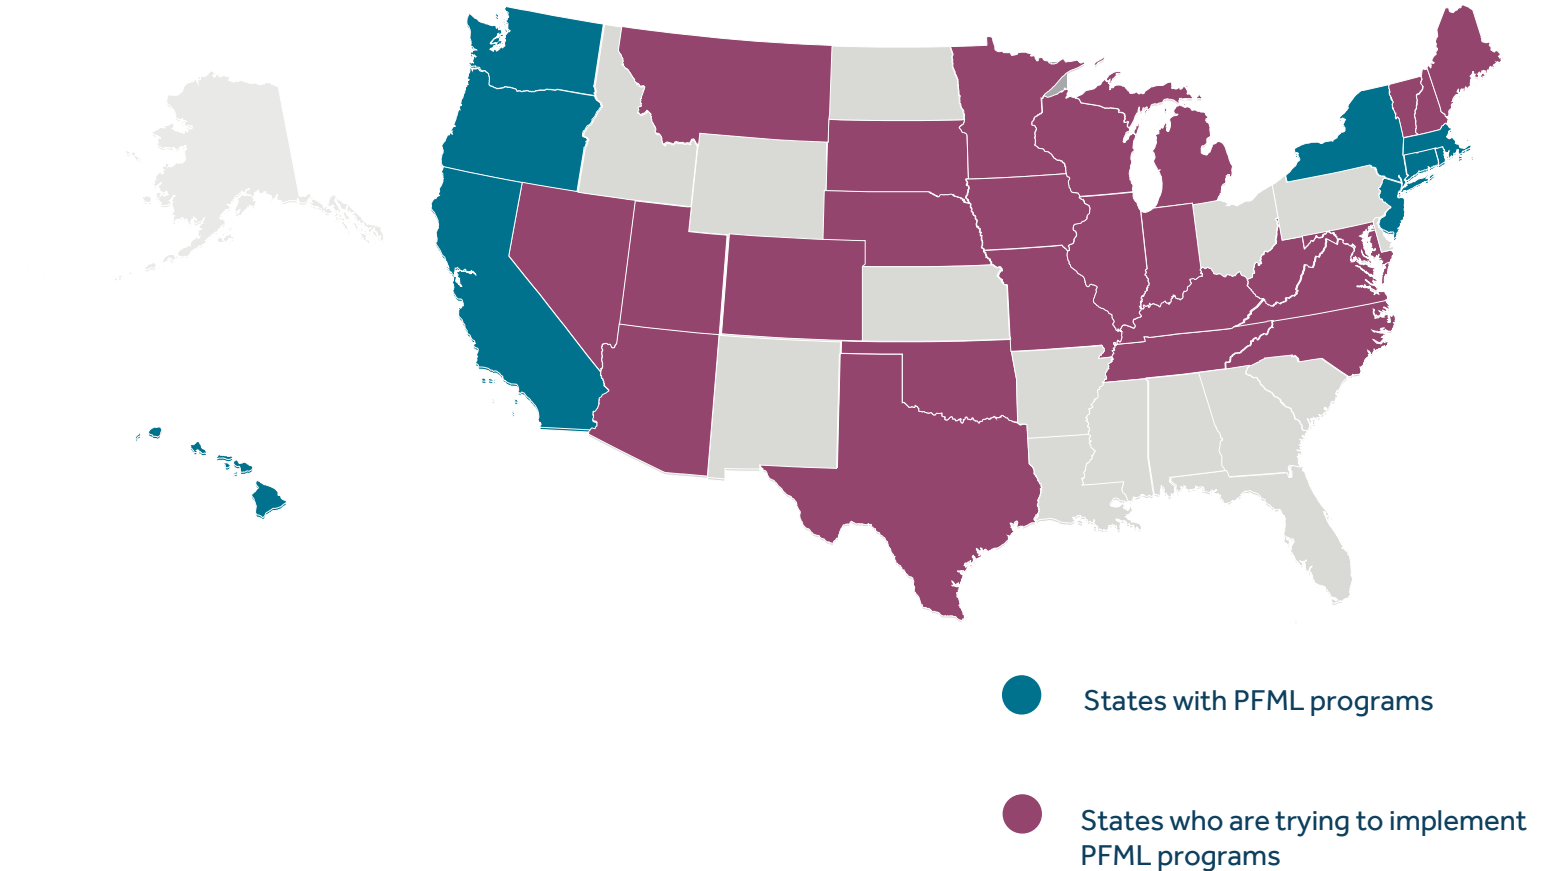 States with PFML programs
States who are trying to implement
PFML programs